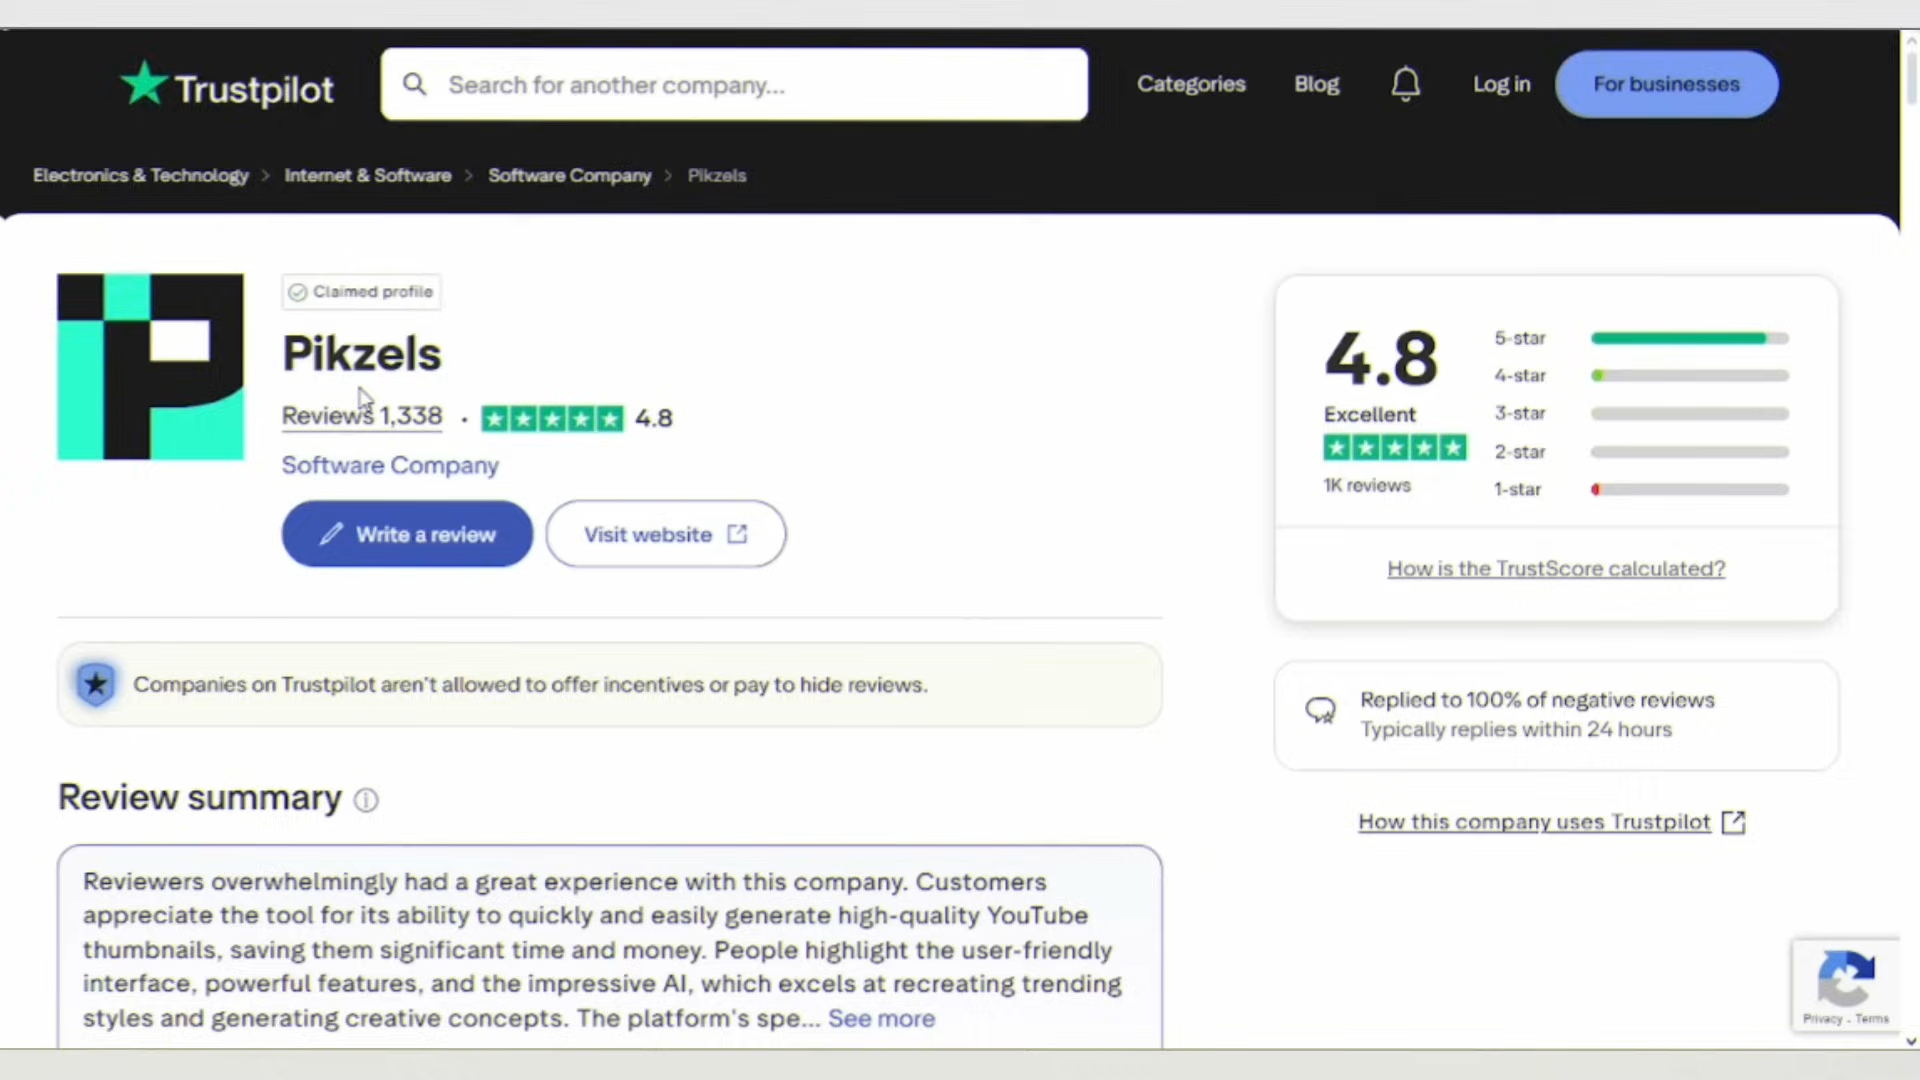 Trustpilot
Search for another company...
Categories
Blog
Log in
For businesses
Electronics & Technology > Internet & Software > Software Company > Pikzels
Claimed profile
Pikzels
Reviews 1,338 · 4.8
Software Company
Write a review
Visit website
4.8
Excellent
1K reviews
5-star
4-star
3-star
2-star
1-star
How is the TrustScore calculated?
Companies on Trustpilot aren't allowed to offer incentives or pay to hide reviews.
Replied to 100% of negative reviews
Typically replies within 24 hours
How this company uses Trustpilot
Review summary
Reviewers overwhelmingly had a great experience with this company. Customers
appreciate the tool for its ability to quickly and easily generate high-quality YouTube
thumbnails, saving them significant time and money. People highlight the user-friendly
interface, powerful features, and the impressive AI, which excels at recreating trending
styles and generating creative concepts. The platform's spe... See more
Privacy - Terms